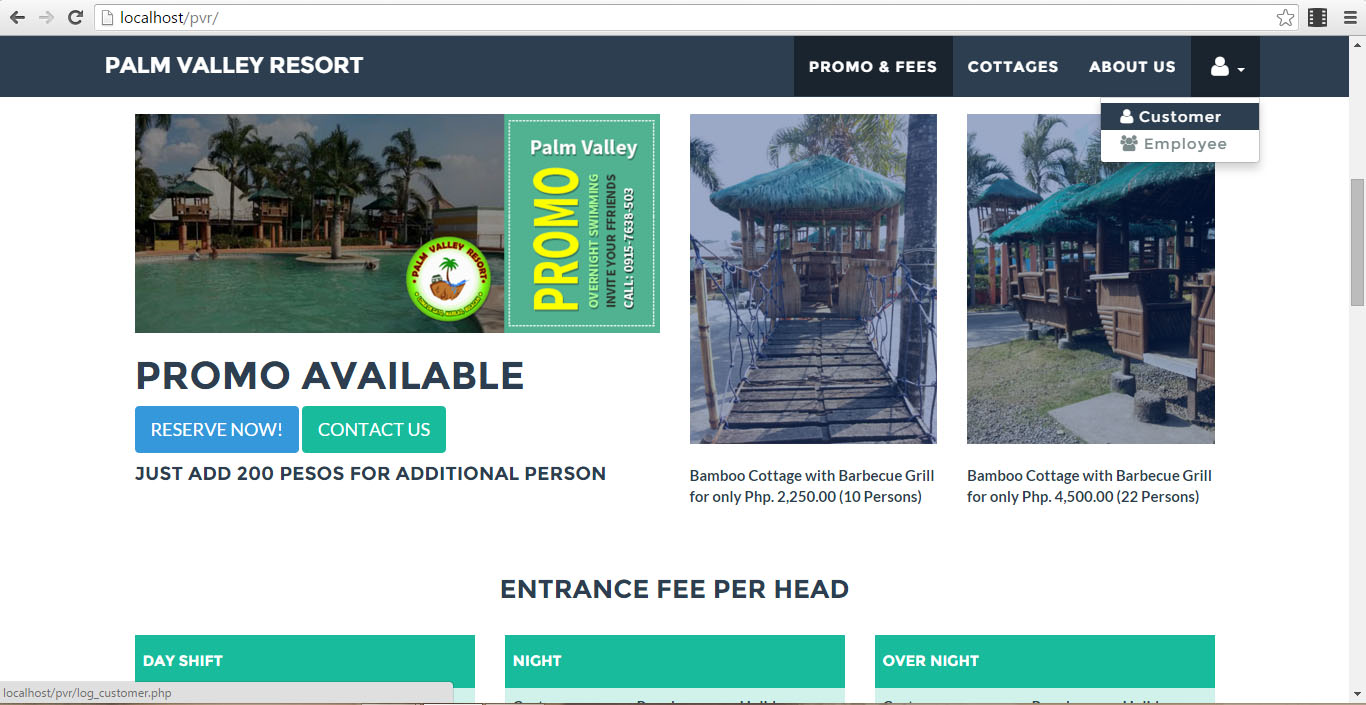 localhost/pvr/
PALM VALLEY RESORT
PROMO & FEES
COTTAGES
ABOUT US
Customer
Employee
Palm Valley
PROMO
OVERNIGHT SWIMMING
INVITE YOUR FFRIENDS
CALL: 0915-7638-503
PALM VALLEY RESORT
PROMO AVAILABLE
RESERVE NOW!
CONTACT US
JUST ADD 200 PESOS FOR ADDITIONAL PERSON
Bamboo Cottage with Barbecue Grill
for only Php. 2,250.00 (10 Persons)
Bamboo Cottage with Barbecue Grill
for only Php. 4,500.00 (22 Persons)
ENTRANCE FEE PER HEAD
DAY SHIFT
NIGHT
OVER NIGHT
localhost/pvr/log_customer.php